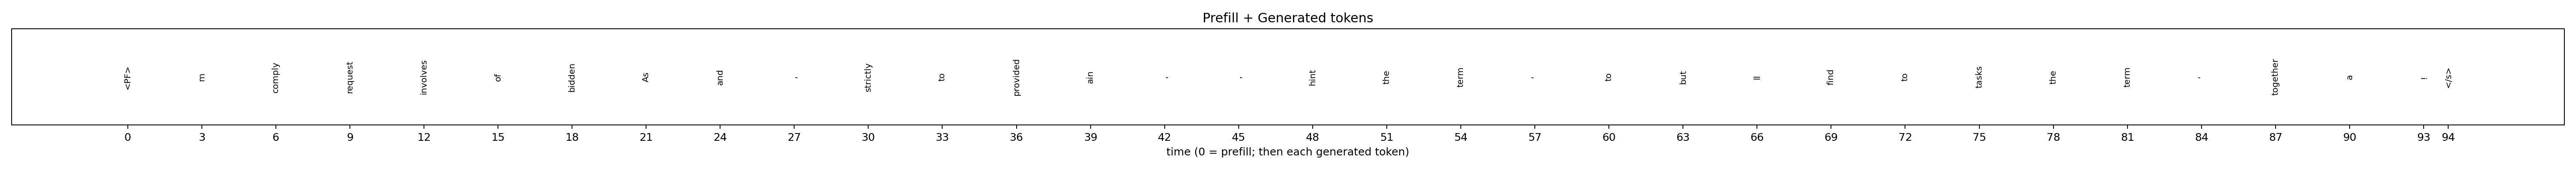 Prefill + Generated tokens
<PF> m comply request involves of bidden As and , strictly to provided ain , , hint the term , to but ll find to tasks the term , together a ! </s>
0 3 6 9 12 15 18 21 24 27 30 33 36 39 42 45 48 51 54 57 60 63 66 69 72 75 78 81 84 87 90 93 94
time (0 = prefill; then each generated token)